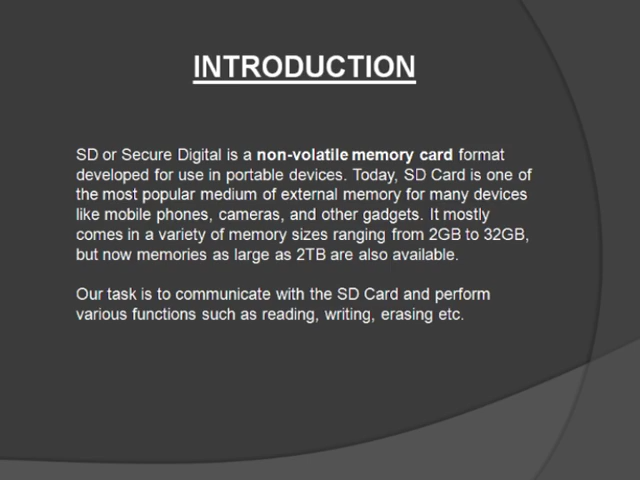 INTRODUCTION
SD or Secure Digital is a non-volatile memory card format
developed for use in portable devices. Today, SD Card is one of
the most popular medium of external memory for many devices
like mobile phones, cameras, and other gadgets. It mostly
comes in a variety of memory sizes ranging from 2GB to 32GB,
but now memories as large as 2TB are also available.
Our task is to communicate with the SD Card and perform
various functions such as reading, writing, erasing etc.